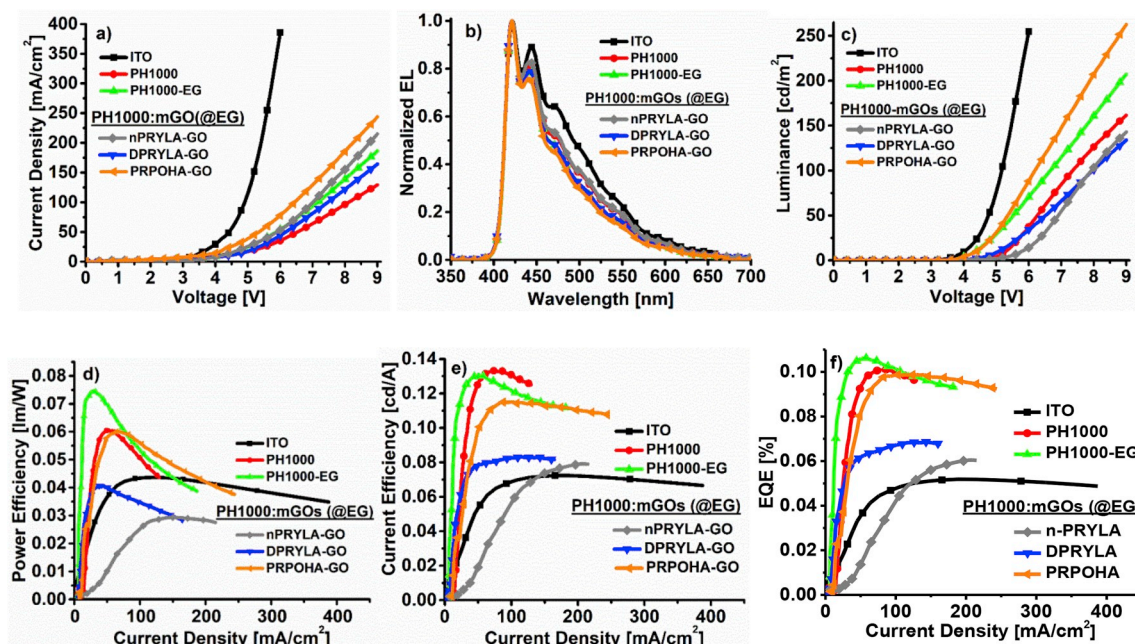 a)
Current Density [mA/cm²]
400
350
300
250
200
150
100
50
0
ITO
PH1000
PH1000-EG
PH1000:mGO(@EG)
nPRYLA-GO
DPRYLA-GO
PRPOHA-GO
0 1 2 3 4 5 6 7 8 9
Voltage [V]
b)
Normalized EL
1.0
0.8
0.6
0.4
0.2
0.0
ITO
PH1000
PH1000-EG
PH1000:mGOs (@EG)
nPRYLA-GO
DPRYLA-GO
PRPOHA-GO
350 400 450 500 550 600 650 700
Wavelength [nm]
c)
Luminance [cd/m²]
250
200
150
100
50
0
ITO
PH1000
PH1000-EG
PH1000-mGOs (@EG)
nPRYLA-GO
DPRYLA-GO
PRPOHA-GO
0 1 2 3 4 5 6 7 8 9
Voltage [V]
d)
Power Efficiency [lm/W]
0.08
0.07
0.06
0.05
0.04
0.03
0.02
0.01
0.00
ITO
PH1000
PH1000-EG
PH1000:mGOs (@EG)
nPRYLA-GO
DPRYLA-GO
PRPOHA-GO
0 100 200 300 400
Current Density [mA/cm²]
e)
Current Efficiency [cd/A]
0.14
0.12
0.10
0.08
0.06
0.04
0.02
0.00
ITO
PH1000
PH1000-EG
PH1000:mGOs (@EG)
nPRYLA-GO
DPRYLA-GO
PRPOHA-GO
0 100 200 300 400
Current Density [mA/cm²]
f)
EQE [%]
0.10
0.08
0.06
0.04
0.02
0.00
ITO
PH1000
PH1000-EG
PH1000:mGOs (@EG)
n-PRYLA
DPRYLA
PRPOHA
0 100 200 300 400
Current Density [mA/cm²]